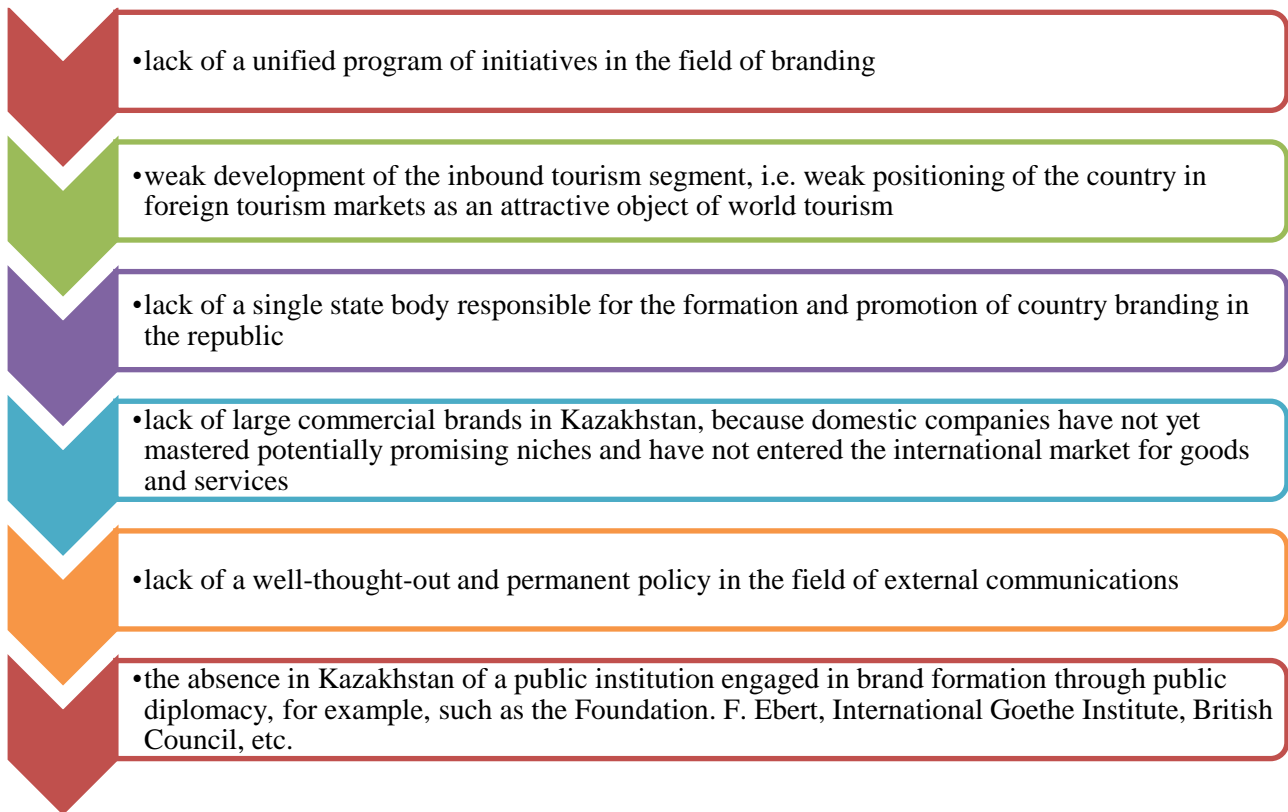 •lack of a unified program of initiatives in the field of branding
•weak development of the inbound tourism segment, i.e. weak positioning of the country in
foreign tourism markets as an attractive object of world tourism
•lack of a single state body responsible for the formation and promotion of country branding in
the republic
•lack of large commercial brands in Kazakhstan, because domestic companies have not yet
mastered potentially promising niches and have not entered the international market for goods
and services
•lack of a well-thought-out and permanent policy in the field of external communications
•the absence in Kazakhstan of a public institution engaged in brand formation through public
diplomacy, for example, such as the Foundation. F. Ebert, International Goethe Institute, British
Council, etc.